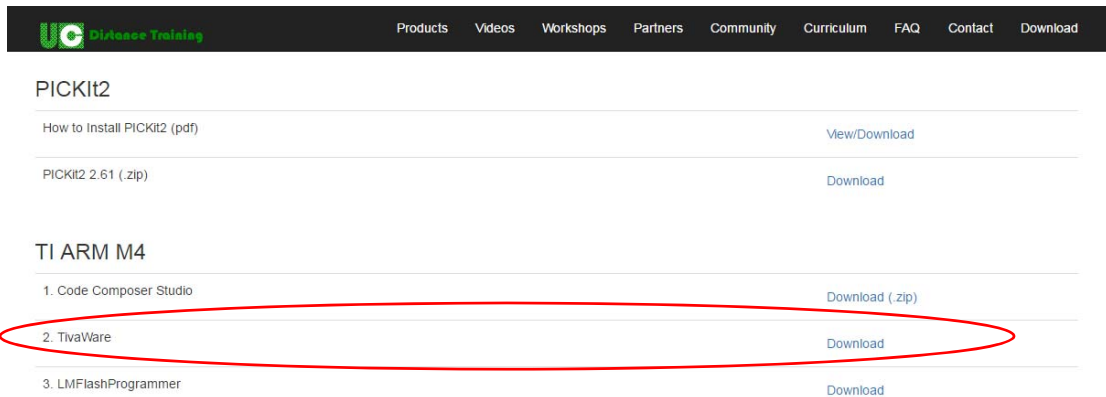 UC Distance Training Products Videos Workshops Partners Community Curriculum FAQ Contact Download
PICKIt2
How to Install PICKit2 (pdf) View/Download
PICKit2 2.61 (.zip) Download
TI ARM M4
1. Code Composer Studio Download (.zip)
2. TivaWare Download
3. LMFlashProgrammer Download